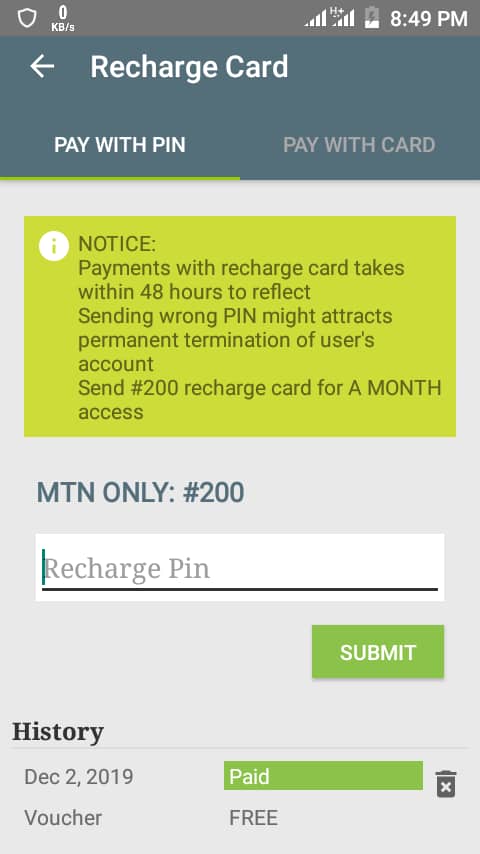 0 KB/s H+ 8:49 PM
Recharge Card
PAY WITH PIN PAY WITH CARD
NOTICE:
Payments with recharge card takes
within 48 hours to reflect
Sending wrong PIN might attracts
permanent termination of user's
account
Send #200 recharge card for A MONTH
access
MTN ONLY: #200
Recharge Pin
SUBMIT
History
Dec 2, 2019 Paid
Voucher FREE